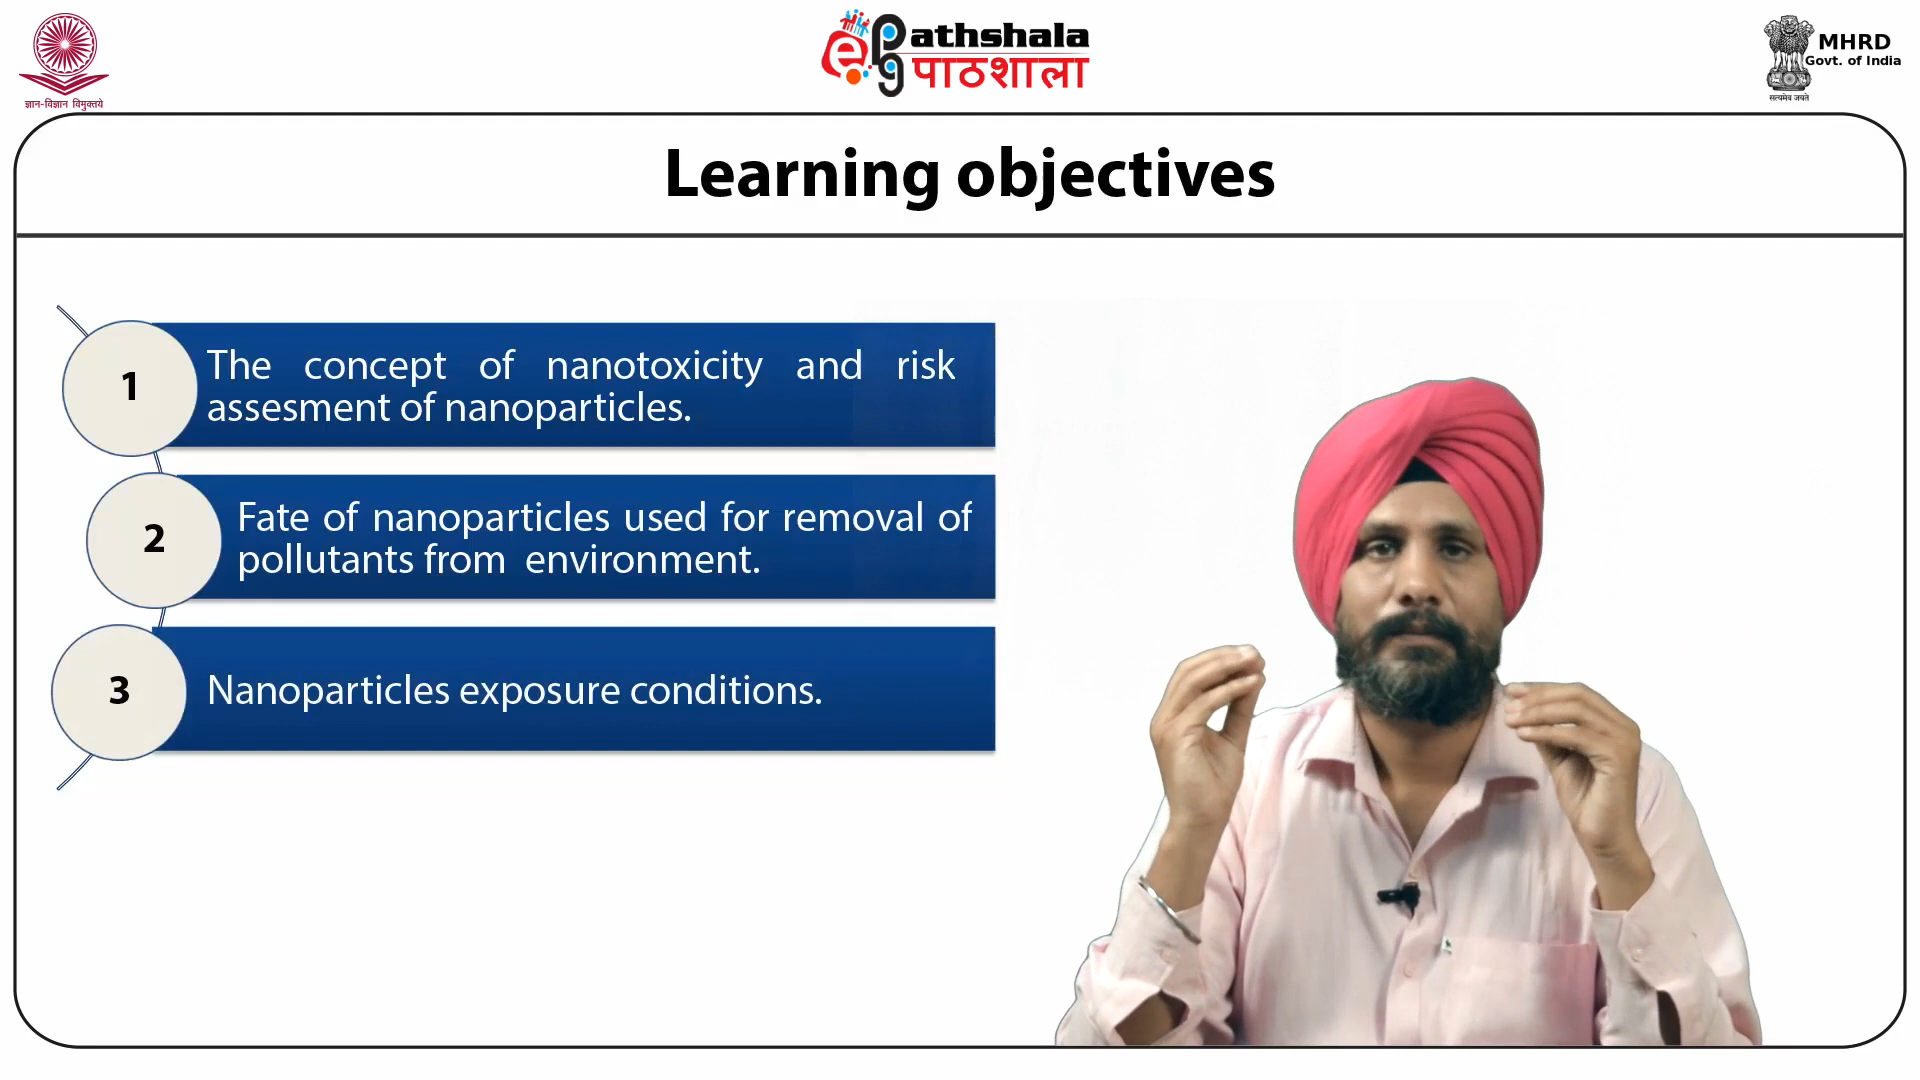 ज्ञान-विज्ञान विमुक्तये
ePathshala
पाठशाला
MHRD
Govt. of India
सत्यमेव जयते
Learning objectives
1
The concept of nanotoxicity and risk
assesment of nanoparticles.
2
Fate of nanoparticles used for removal of
pollutants from environment.
3
Nanoparticles exposure conditions.